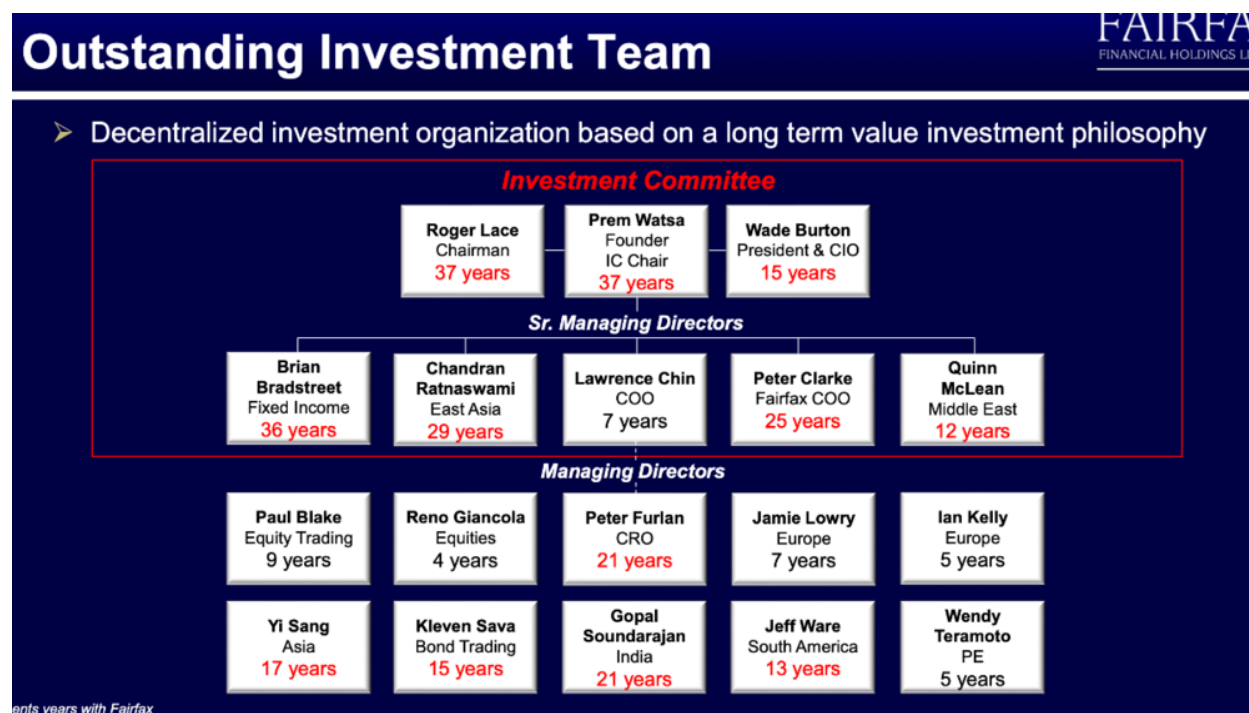 Outstanding Investment Team
FAIRFA
FINANCIAL HOLDINGS L
Decentralized investment organization based on a long term value investment philosophy
Investment Committee
Roger Lace
Chairman
37 years
Prem Watsa
Founder
IC Chair
37 years
Wade Burton
President & CIO
15 years
Sr. Managing Directors
Brian
Bradstreet
Fixed Income
36 years
Chandran
Ratnaswami
East Asia
29 years
Lawrence Chin
COO
7 years
Peter Clarke
Fairfax COO
25 years
Quinn
McLean
Middle East
12 years
Managing Directors
Paul Blake
Equity Trading
9 years
Reno Giancola
Equities
4 years
Peter Furlan
CRO
21 years
Jamie Lowry
Europe
7 years
Ian Kelly
Europe
5 years
Yi Sang
Asia
17 years
Kleven Sava
Bond Trading
15 years
Gopal
Soundarajan
India
21 years
Jeff Ware
South America
13 years
Wendy
Teramoto
PE
5 years
ents years with Fairfax